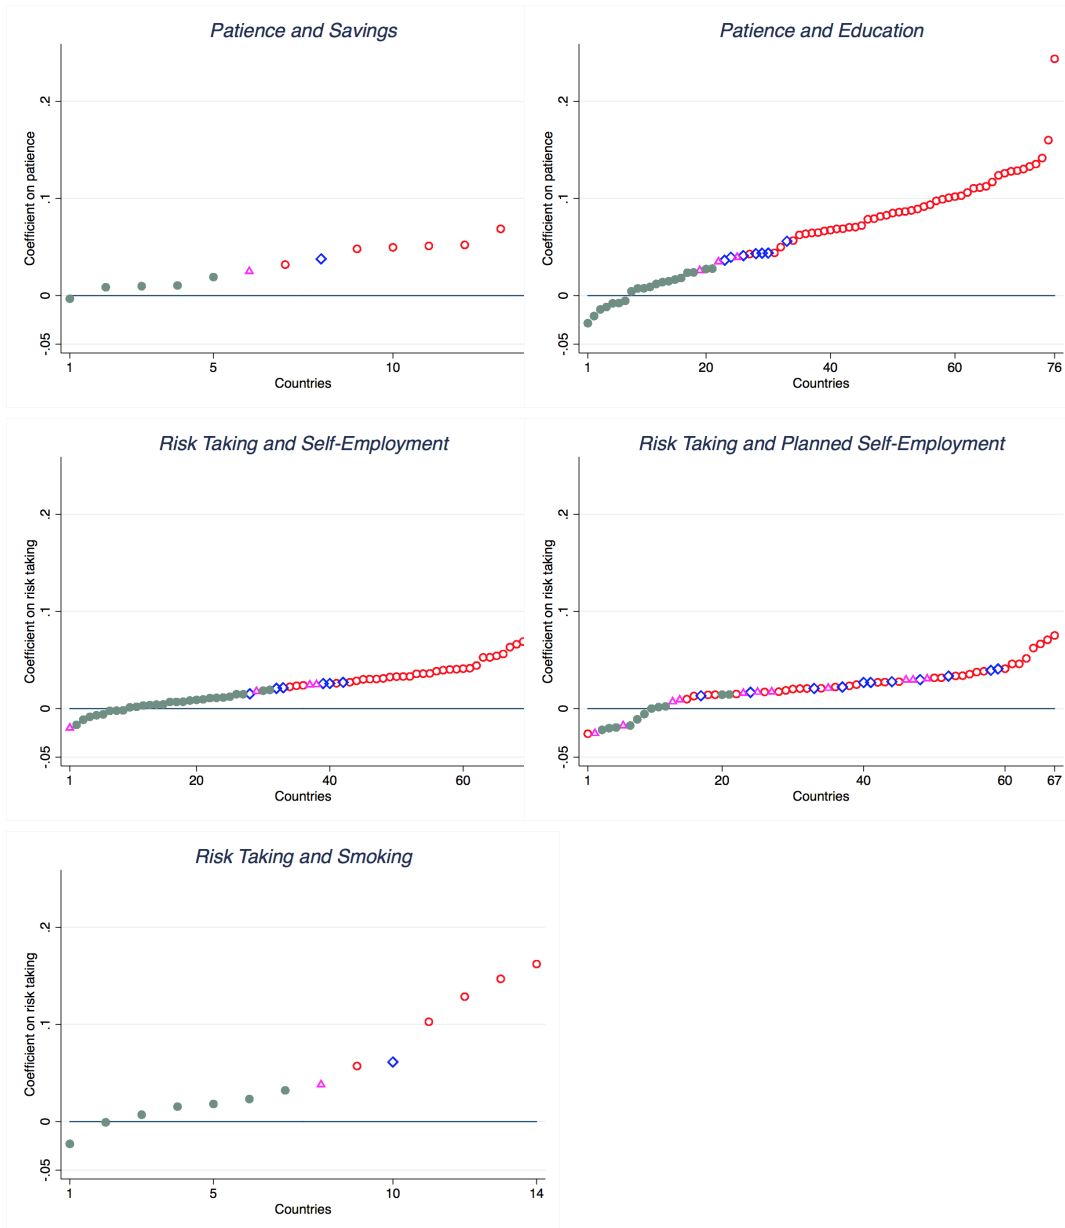 Patience and Savings
Coefficient on patience
.2
.1
0
-.05
1
5
10
Countries
Patience and Education
Coefficient on patience
.2
.1
0
-.05
1
20
40
60
76
Countries
Risk Taking and Self-Employment
Coefficient on risk taking
.2
.1
0
-.05
1
20
40
60
Countries
Risk Taking and Planned Self-Employment
Coefficient on risk taking
.2
.1
0
-.05
1
20
40
60
67
Countries
Risk Taking and Smoking
Coefficient on risk taking
.2
.1
0
-.05
1
5
10
14
Countries